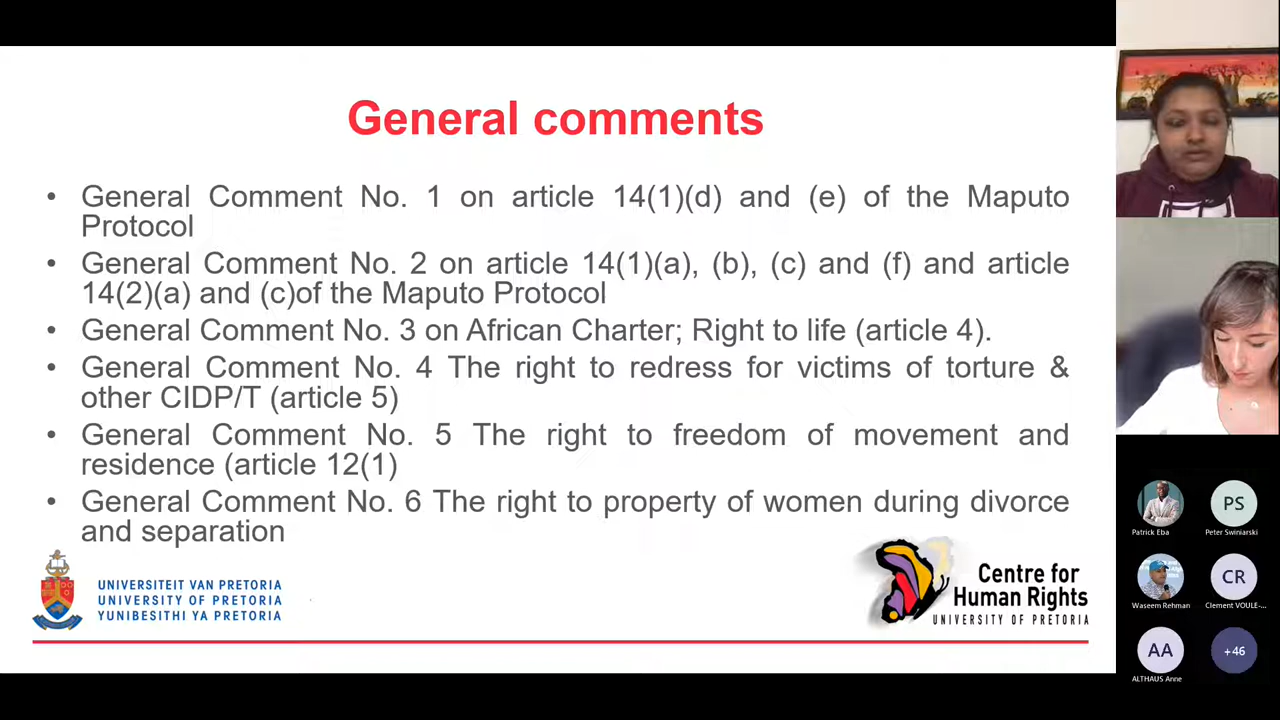 General comments
• General Comment No. 1 on article 14(1)(d) and (e) of the Maputo
Protocol
• General Comment No. 2 on article 14(1)(a), (b), (c) and (f) and article
14(2)(a) and (c)of the Maputo Protocol
• General Comment No. 3 on African Charter; Right to life (article 4).
• General Comment No. 4 The right to redress for victims of torture &
other CIDP/T (article 5)
• General Comment No. 5 The right to freedom of movement and
residence (article 12(1)
• General Comment No. 6 The right to property of women during divorce
and separation
UNIVERSITEIT VAN PRETORIA
UNIVERSITY OF PRETORIA
YUNIBESITHI YA PRETORIA
Centre for
Human Rights
UNIVERSITY OF PRETORIA
PS
Patrick Eba
Peter Swiniarski
CR
Waseem Rehman
Clement VOULE-...
AA
+46
ALTHAUS Anne